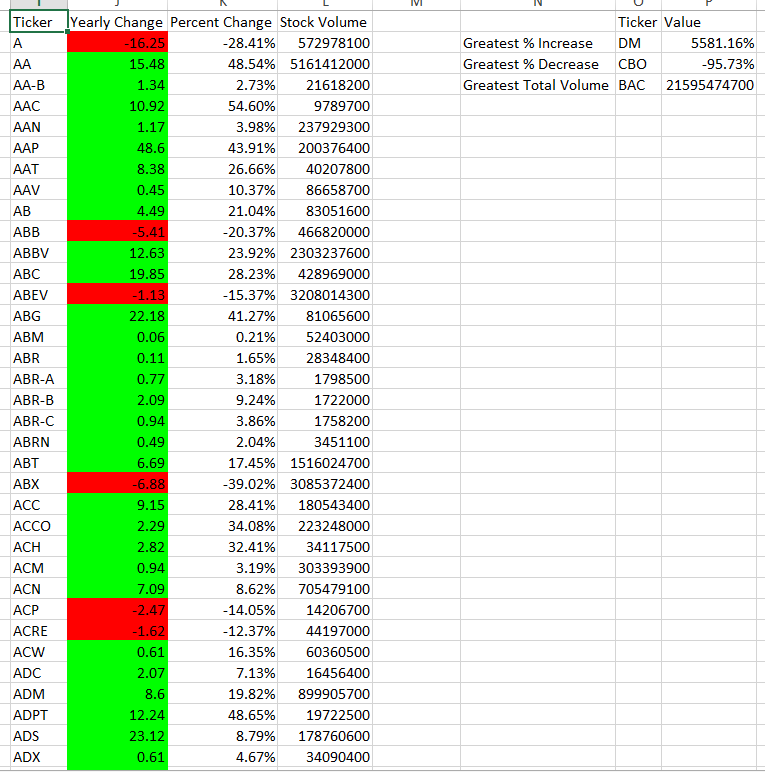 I J K L M N O P
Ticker Yearly Change Percent Change Stock Volume Ticker Value
A -16.25 -28.41% 572978100 Greatest % Increase DM 5581.16%
AA 15.48 48.54% 5161412000 Greatest % Decrease CBO -95.73%
AA-B 1.34 2.73% 21618200 Greatest Total Volume BAC 21595474700
AAC 10.92 54.60% 9789700
AAN 1.17 3.98% 237929300
AAP 48.6 43.91% 200376400
AAT 8.38 26.66% 40207800
AAV 0.45 10.37% 86658700
AB 4.49 21.04% 83051600
ABB -5.41 -20.37% 466820000
ABBV 12.63 23.92% 2303237600
ABC 19.85 28.23% 428969000
ABEV -1.13 -15.37% 3208014300
ABG 22.18 41.27% 81065600
ABM 0.06 0.21% 52403000
ABR 0.11 1.65% 28348400
ABR-A 0.77 3.18% 1798500
ABR-B 2.09 9.24% 1722000
ABR-C 0.94 3.86% 1758200
ABRN 0.49 2.04% 3451100
ABT 6.69 17.45% 1516024700
ABX -6.88 -39.02% 3085372400
ACC 9.15 28.41% 180543400
ACCO 2.29 34.08% 223248000
ACH 2.82 32.41% 34117500
ACM 0.94 3.19% 303393900
ACN 7.09 8.62% 705479100
ACP -2.47 -14.05% 14206700
ACRE -1.62 -12.37% 44197000
ACW 0.61 16.35% 60360500
ADC 2.07 7.13% 16456400
ADM 8.6 19.82% 899905700
ADPT 12.24 48.65% 19722500
ADS 23.12 8.79% 178760600
ADX 0.61 4.67% 34090400